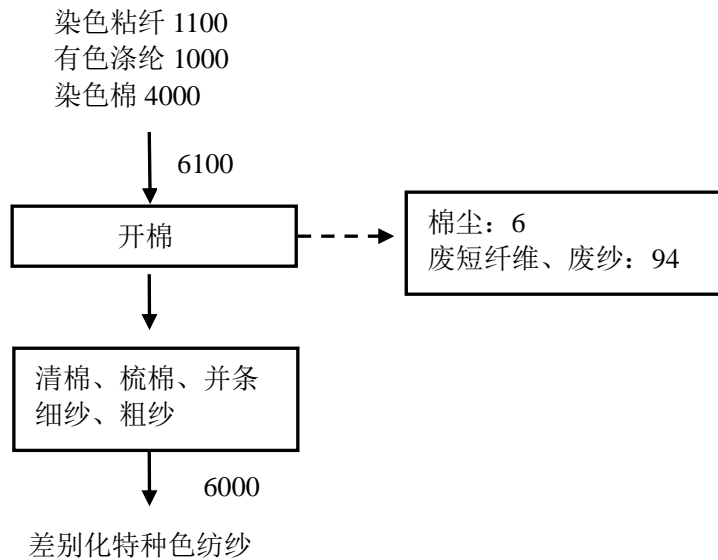 染色粘纤 1100
有色涤纶 1000
染色棉 4000
6100
开棉
棉尘：6
废短纤维、废纱：94
清棉、梳棉、并条
细纱、粗纱
6000
差别化特种色纺纱